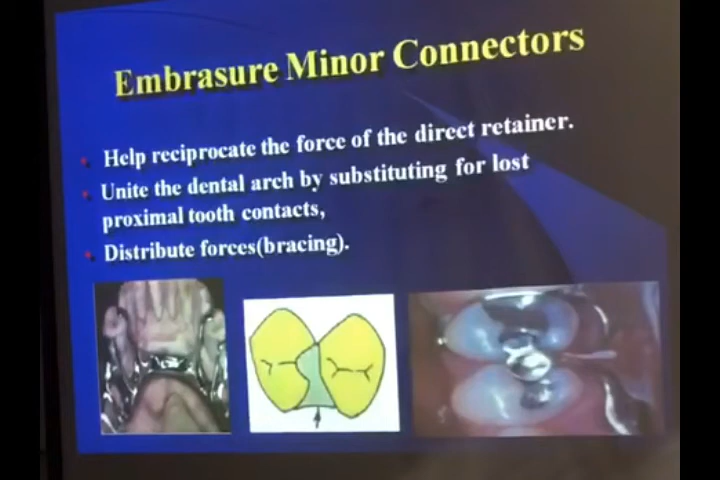 Embrasure Minor Connectors
Help reciprocate the force of the direct retainer.
Unite the dental arch by substituting for lost
proximal tooth contacts,
Distribute forces(bracing).